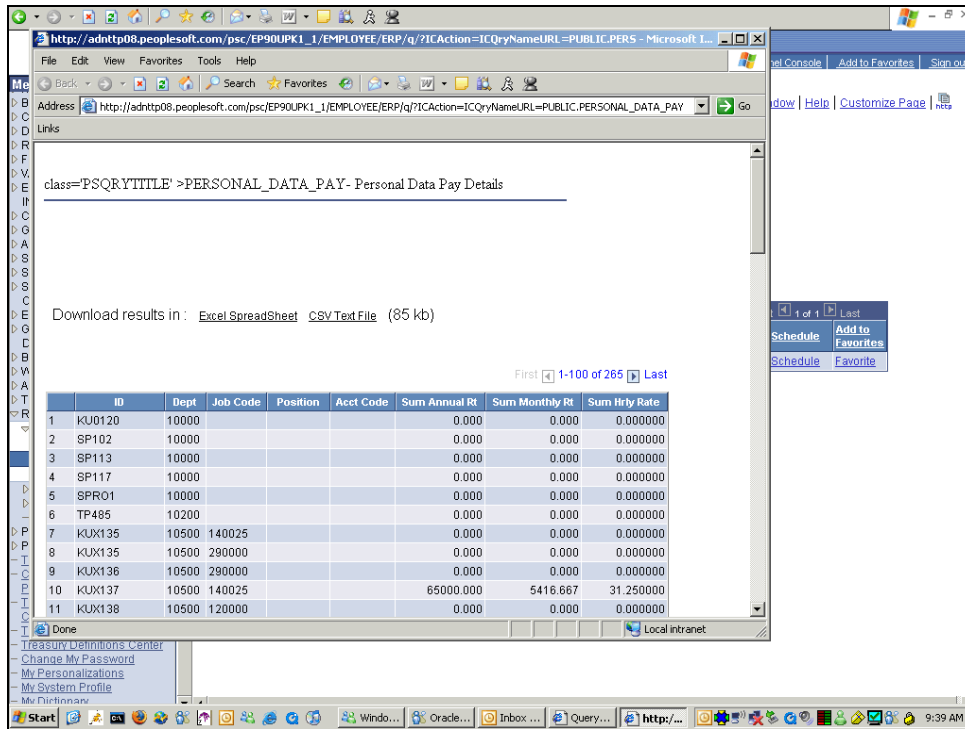 http://adnttp08.peoplesoft.com/psc/EP90UPK1_1/EMPLOYEE/ERP/q/?ICAction=ICQryNameURL=PUBLIC.PERS - Microsoft I...
File Edit View Favorites Tools Help
Back Search Favorites
Address http://adnttp08.peoplesoft.com/psc/EP90UPK1_1/EMPLOYEE/ERP/q/?ICAction=ICQryNameURL=PUBLIC.PERSONAL_DATA_PAY Go
Links
class='PSQRYTITLE' >PERSONAL_DATA_PAY- Personal Data Pay Details
Download results in : Excel SpreadSheet CSV Text File (85 kb)
First 1-100 of 265 Last
ID Dept Job Code Position Acct Code Sum Annual Rt Sum Monthly Rt Sum Hrly Rate
1 KU0120 10000 0.000 0.000 0.000000
2 SP102 10000 0.000 0.000 0.000000
3 SP113 10000 0.000 0.000 0.000000
4 SP117 10000 0.000 0.000 0.000000
5 SPRO1 10000 0.000 0.000 0.000000
6 TP485 10200 0.000 0.000 0.000000
7 KUX135 10500 140025 0.000 0.000 0.000000
8 KUX135 10500 290000 0.000 0.000 0.000000
9 KUX136 10500 290000 0.000 0.000 0.000000
10 KUX137 10500 140025 65000.000 5416.667 31.250000
11 KUX138 10500 120000 0.000 0.000 0.000000
Done Local intranet
Console Add to Favorites Sign ou
Help Customize Page http
1 of 1 Last
Schedule Add to Favorites
Schedule Favorite
Treasury Definitions Center
Change My Password
My Personalizations
My System Profile
My Dictionary
Start Windo... Oracle... Inbox ... Query... http:/... 9:39 AM